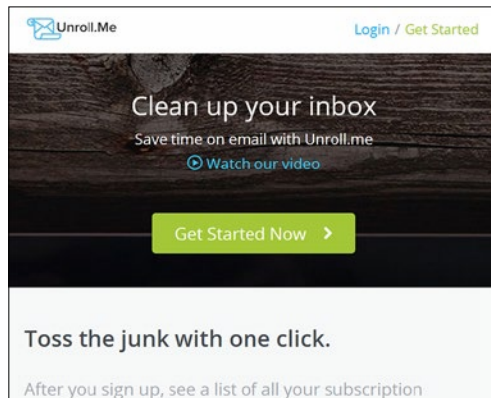 Unroll.Me
Login / Get Started
Clean up your inbox
Save time on email with Unroll.me
Watch our video
Get Started Now
Toss the junk with one click.
After you sign up, see a list of all your subscription